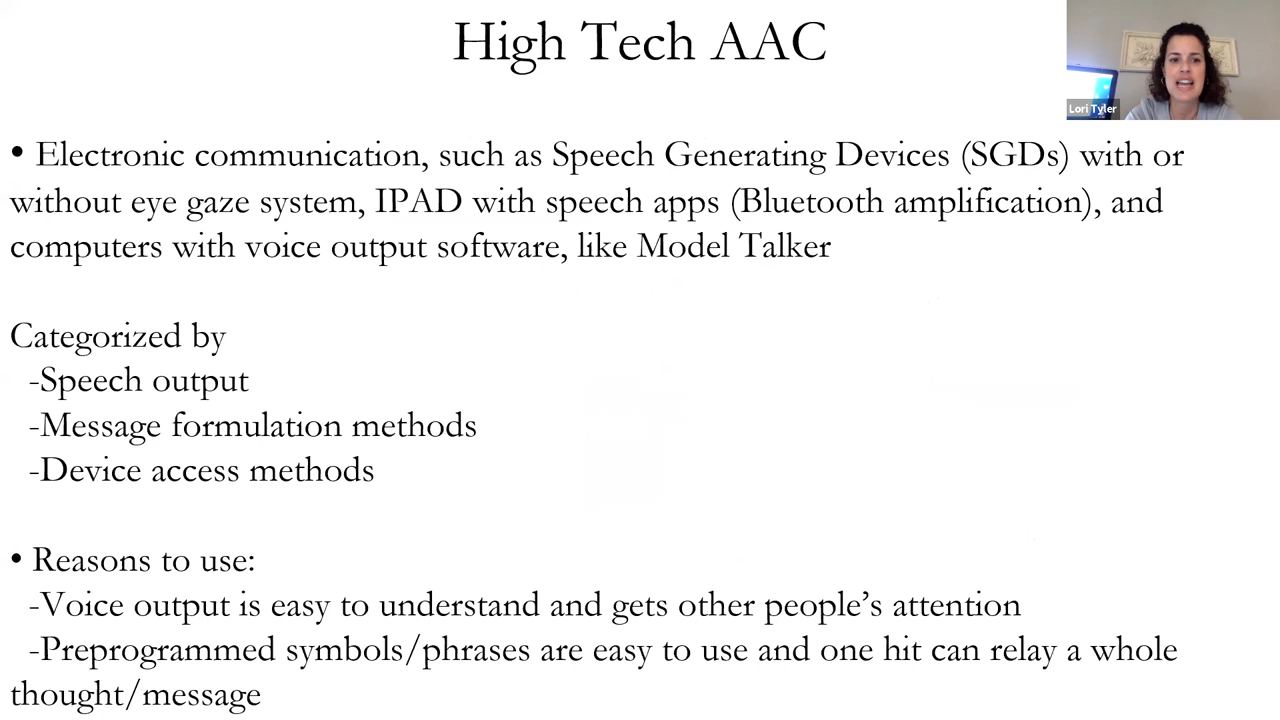 High Tech AAC
Lori Tyler
• Electronic communication, such as Speech Generating Devices (SGDs) with or
without eye gaze system, IPAD with speech apps (Bluetooth amplification), and
computers with voice output software, like Model Talker
Categorized by
-Speech output
-Message formulation methods
-Device access methods
• Reasons to use:
-Voice output is easy to understand and gets other people’s attention
-Preprogrammed symbols/phrases are easy to use and one hit can relay a whole
thought/message